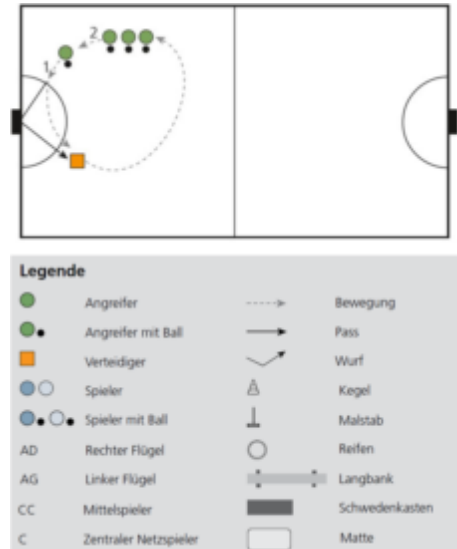 2
1
Legende
Angreifer Bewegung
Angreifer mit Ball Pass
Verteidiger Wurf
Spieler Kegel
Spieler mit Ball Malstab
AD Rechter Flügel Reifen
AG Linker Flügel Langbank
CC Mittelspieler Schwedenkasten
C Zentraler Netzspieler Matte